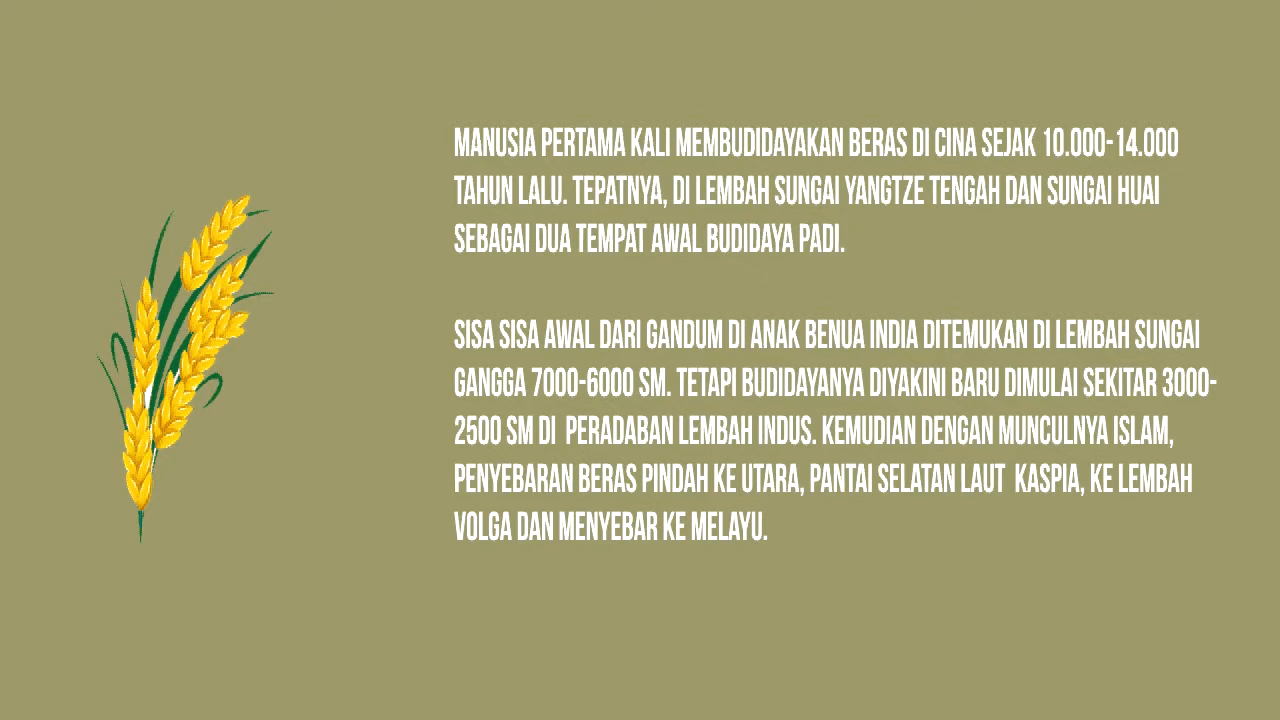 MANUSIA PERTAMA KALI MEMBUDIDAYAKAN BERAS DI CINA SEJAK 10.000-14.000
TAHUN LALU. TEPATNYA, DI LEMBAH SUNGAI YANGTZE TENGAH DAN SUNGAI HUAI
SEBAGAI DUA TEMPAT AWAL BUDIDAYA PADI.
SISA SISA AWAL DARI GANDUM DI ANAK BENUA INDIA DITEMUKAN DI LEMBAH SUNGAI
GANGGA 7000-6000 SM. TETAPI BUDIDAYANYA DIYAKINI BARU DIMULAI SEKITAR 3000-
2500 SM DI PERADABAN LEMBAH INDUS. KEMUDIAN DENGAN MUNCULNYA ISLAM,
PENYEBARAN BERAS PINDAH KE UTARA, PANTAI SELATAN LAUT KASPIA, KE LEMBAH
VOLGA DAN MENYEBAR KE MELAYU.